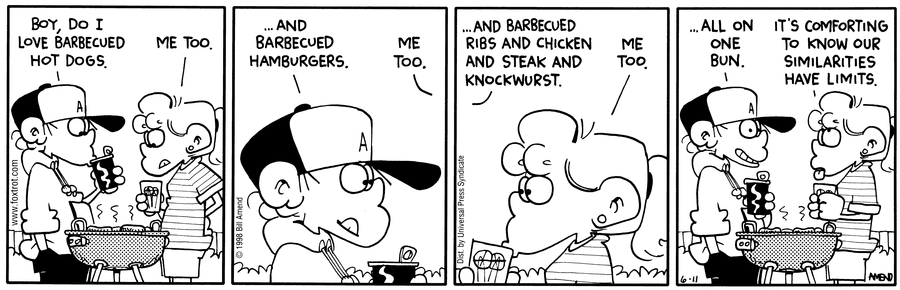 BOY, DO I
LOVE BARBECUED
HOT DOGS.
ME TOO.
A
www.foxtrot.com
...AND
BARBECUED
HAMBURGERS.
ME
TOO.
A
© 1998 Bill Amend
...AND BARBECUED
RIBS AND CHICKEN
AND STEAK AND
KNOCKWURST.
ME
TOO.
Dist. by Universal Press Syndicate
...ALL ON
ONE
BUN.
IT'S COMFORTING
TO KNOW OUR
SIMILARITIES
HAVE LIMITS.
A
6-11
AMEND